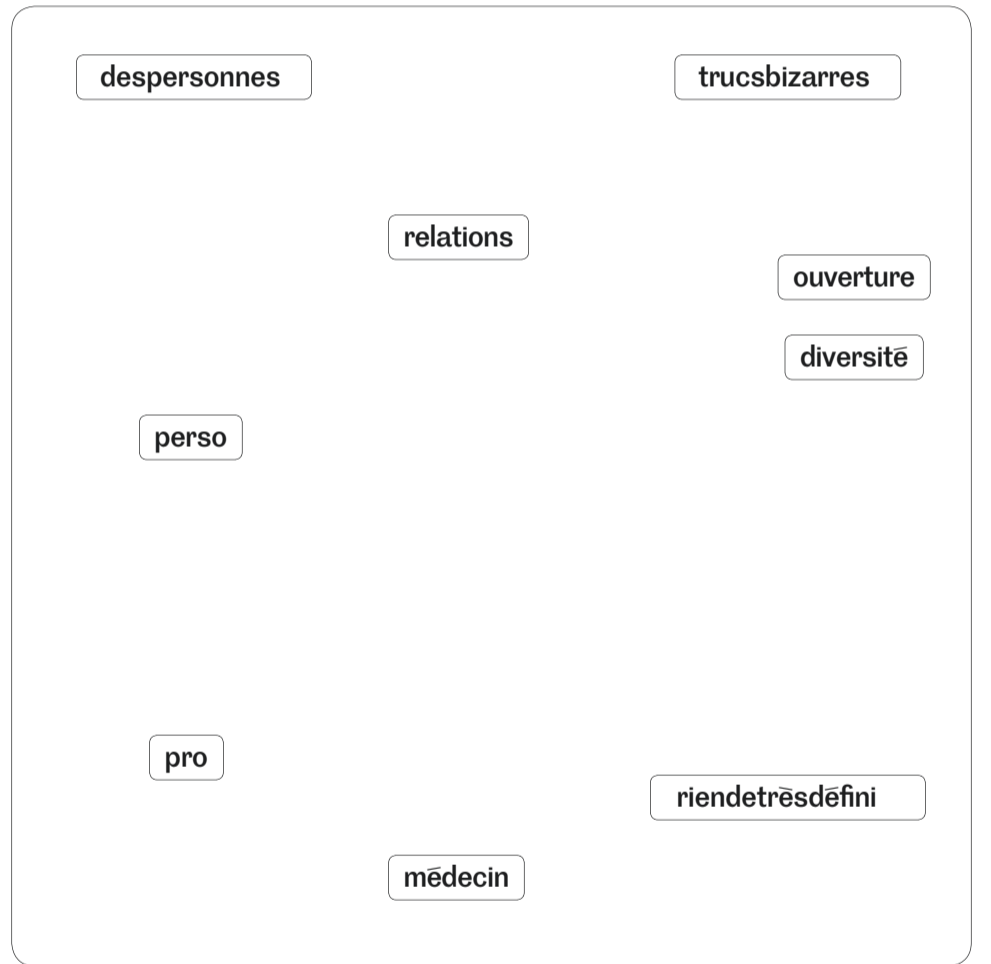 despersonnes
trucsbizarres
relations
ouverture
diversité
perso
pro
riendetrèsdéfini
médecin